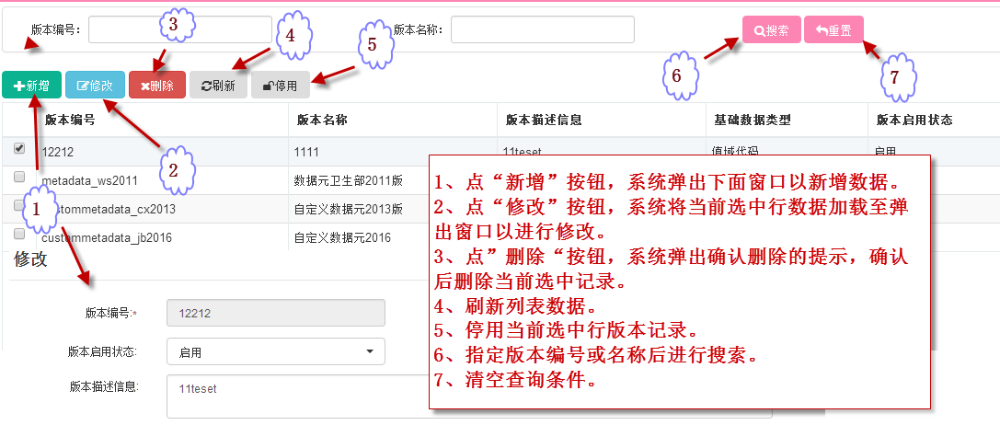 版本编号：
版本名称：
搜索
重置
3
4
5
6
7
新增
修改
删除
刷新
停用
版本编号 版本名称 版本描述信息 基础数据类型 版本启用状态
12212 1111 11teset 值域代码 启用
2
metadata_ws2011 数据元卫生部2011版
1
custommetadata_cx2013 自定义数据元2013版
custommetadata_jb2016 自定义数据元2016
修改
版本编号:* 12212
版本启用状态: 启用
版本描述信息: 11teset
1、点“新增”按钮，系统弹出下面窗口以新增数据。
2、点“修改”按钮，系统将当前选中行数据加载至弹
出窗口以进行修改。
3、点”删除“按钮，系统弹出确认删除的提示，确认
后删除当前选中记录。
4、刷新列表数据。
5、停用当前选中行版本记录。
6、指定版本编号或名称后进行搜索。
7、清空查询条件。